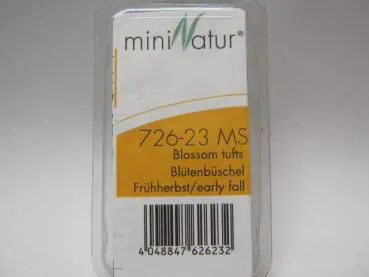 miniNatur®
726-23 MS
Blossom tufts
Blütenbüschel
Frühherbst/early fall
4 048847 626232